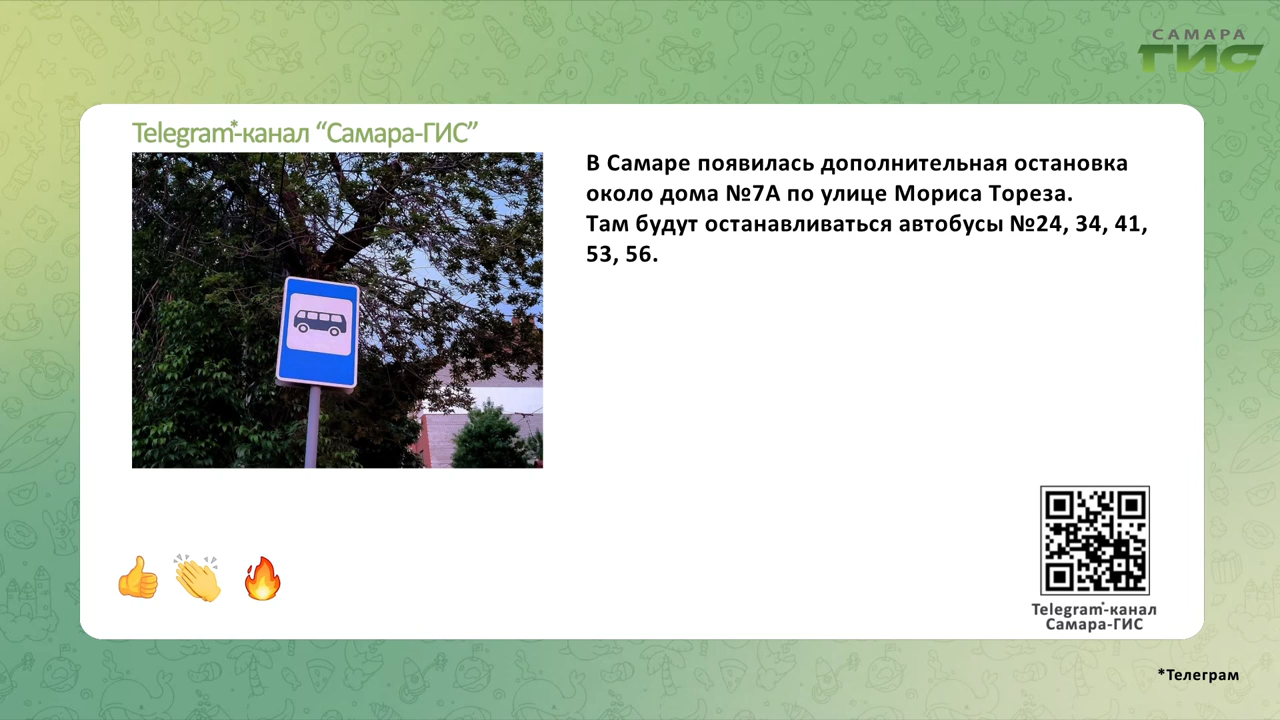 САМАРА
ГИС
Telegram*-канал “Самара-ГИС”
В Самаре появилась дополнительная остановка
около дома №7А по улице Мориса Тореза.
Там будут останавливаться автобусы №24, 34, 41,
53, 56.
Telegram*-канал
Самара-ГИС
*Телеграм